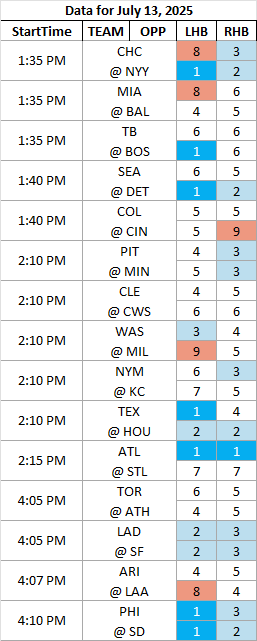 Data for July 13, 2025
StartTime TEAM OPP LHB RHB
1:35 PM CHC 8 3
@ NYY 1 2
1:35 PM MIA 8 6
@ BAL 4 5
1:35 PM TB 6 6
@ BOS 1 6
1:40 PM SEA 6 5
@ DET 1 2
1:40 PM COL 5 5
@ CIN 5 9
2:10 PM PIT 4 3
@ MIN 5 3
2:10 PM CLE 4 5
@ CWS 6 6
2:10 PM WAS 3 4
@ MIL 9 5
2:10 PM NYM 6 3
@ KC 7 5
2:10 PM TEX 1 4
@ HOU 2 2
2:15 PM ATL 1 1
@ STL 7 7
4:05 PM TOR 6 5
@ ATH 4 5
4:05 PM LAD 2 3
@ SF 2 3
4:07 PM ARI 4 5
@ LAA 8 4
4:10 PM PHI 1 3
@ SD 1 2